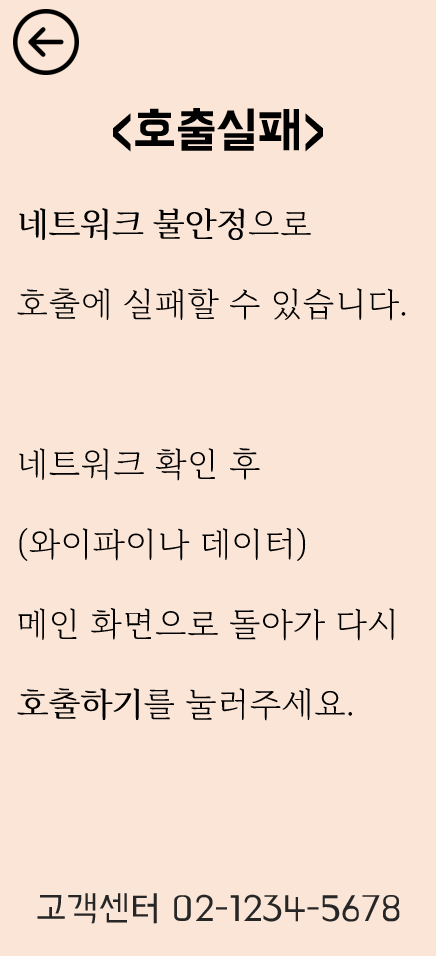 <호출실패>
네트워크 불안정으로
호출에 실패할 수 있습니다.
네트워크 확인 후
(와이파이나 데이터)
메인 화면으로 돌아가 다시
호출하기를 눌러주세요.
고객센터 02-1234-5678